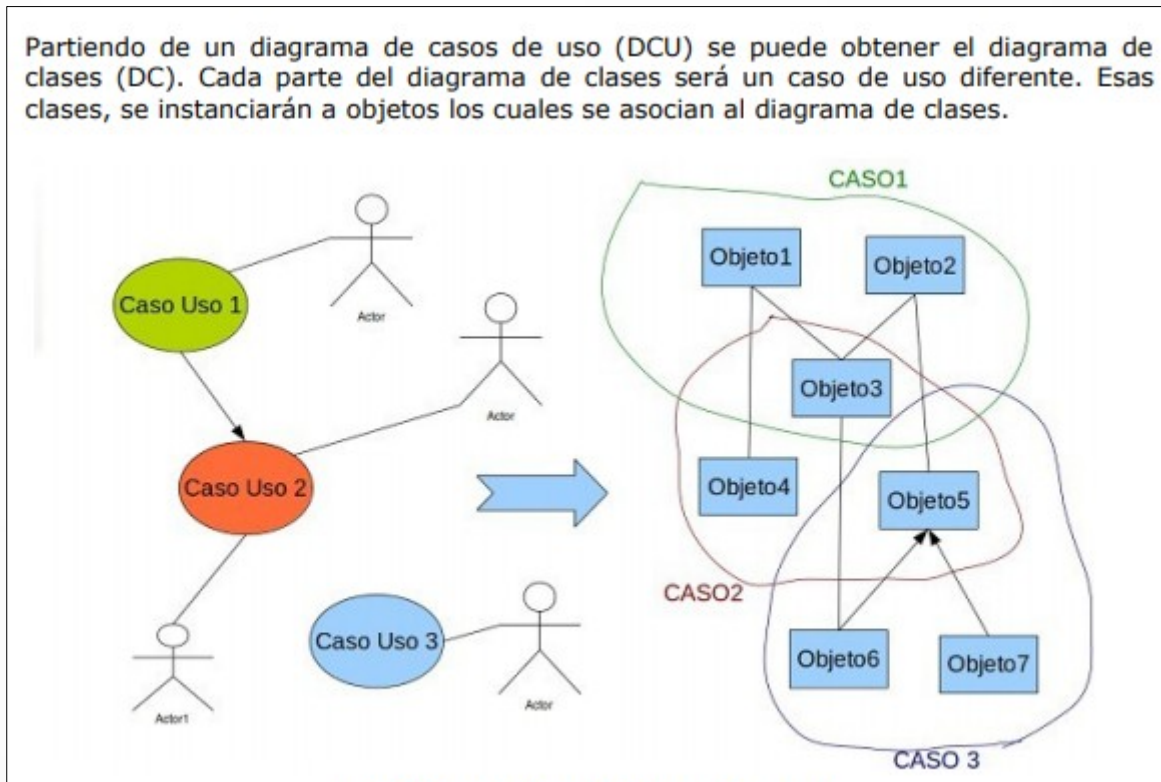 Partiendo de un diagrama de casos de uso (DCU) se puede obtener el diagrama de
clases (DC). Cada parte del diagrama de clases será un caso de uso diferente. Esas
clases, se instanciarán a objetos los cuales se asocian al diagrama de clases.
CASO1
Objeto1
Objeto2
Caso Uso 1
Actor
Objeto3
Actor
Caso Uso 2
Objeto4
Objeto5
CASO2
Caso Uso 3
Objeto6
Objeto7
Actor1
Actor
CASO 3